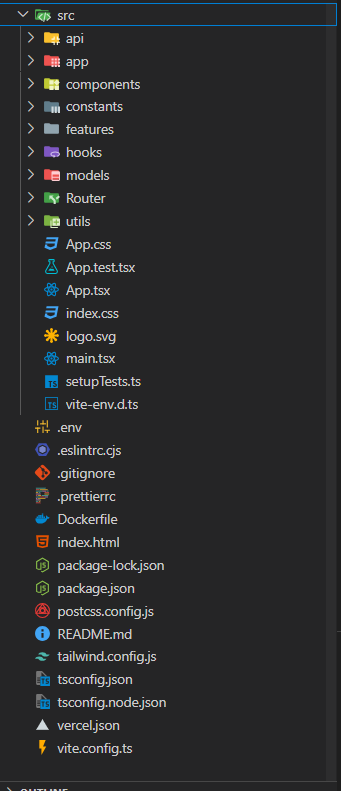 src
api
app
components
constants
features
hooks
models
Router
utils
App.css
App.test.tsx
App.tsx
index.css
logo.svg
main.tsx
setupTests.ts
vite-env.d.ts
.env
.eslintrc.cjs
.gitignore
.prettierrc
Dockerfile
index.html
package-lock.json
package.json
postcss.config.js
README.md
tailwind.config.js
tsconfig.json
tsconfig.node.json
vercel.json
vite.config.ts
OUTLINE